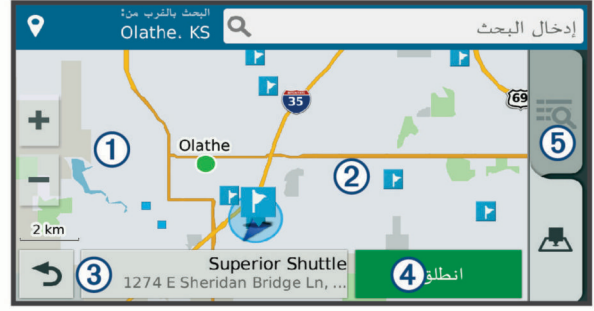 البحث بالقرب من:
Olathe. KS
إدخال البحث
35
69
5
+
1
Olathe
2
−
2 km
3
Superior Shuttle
1274 E Sheridan Bridge Ln, ...
4
انطلق